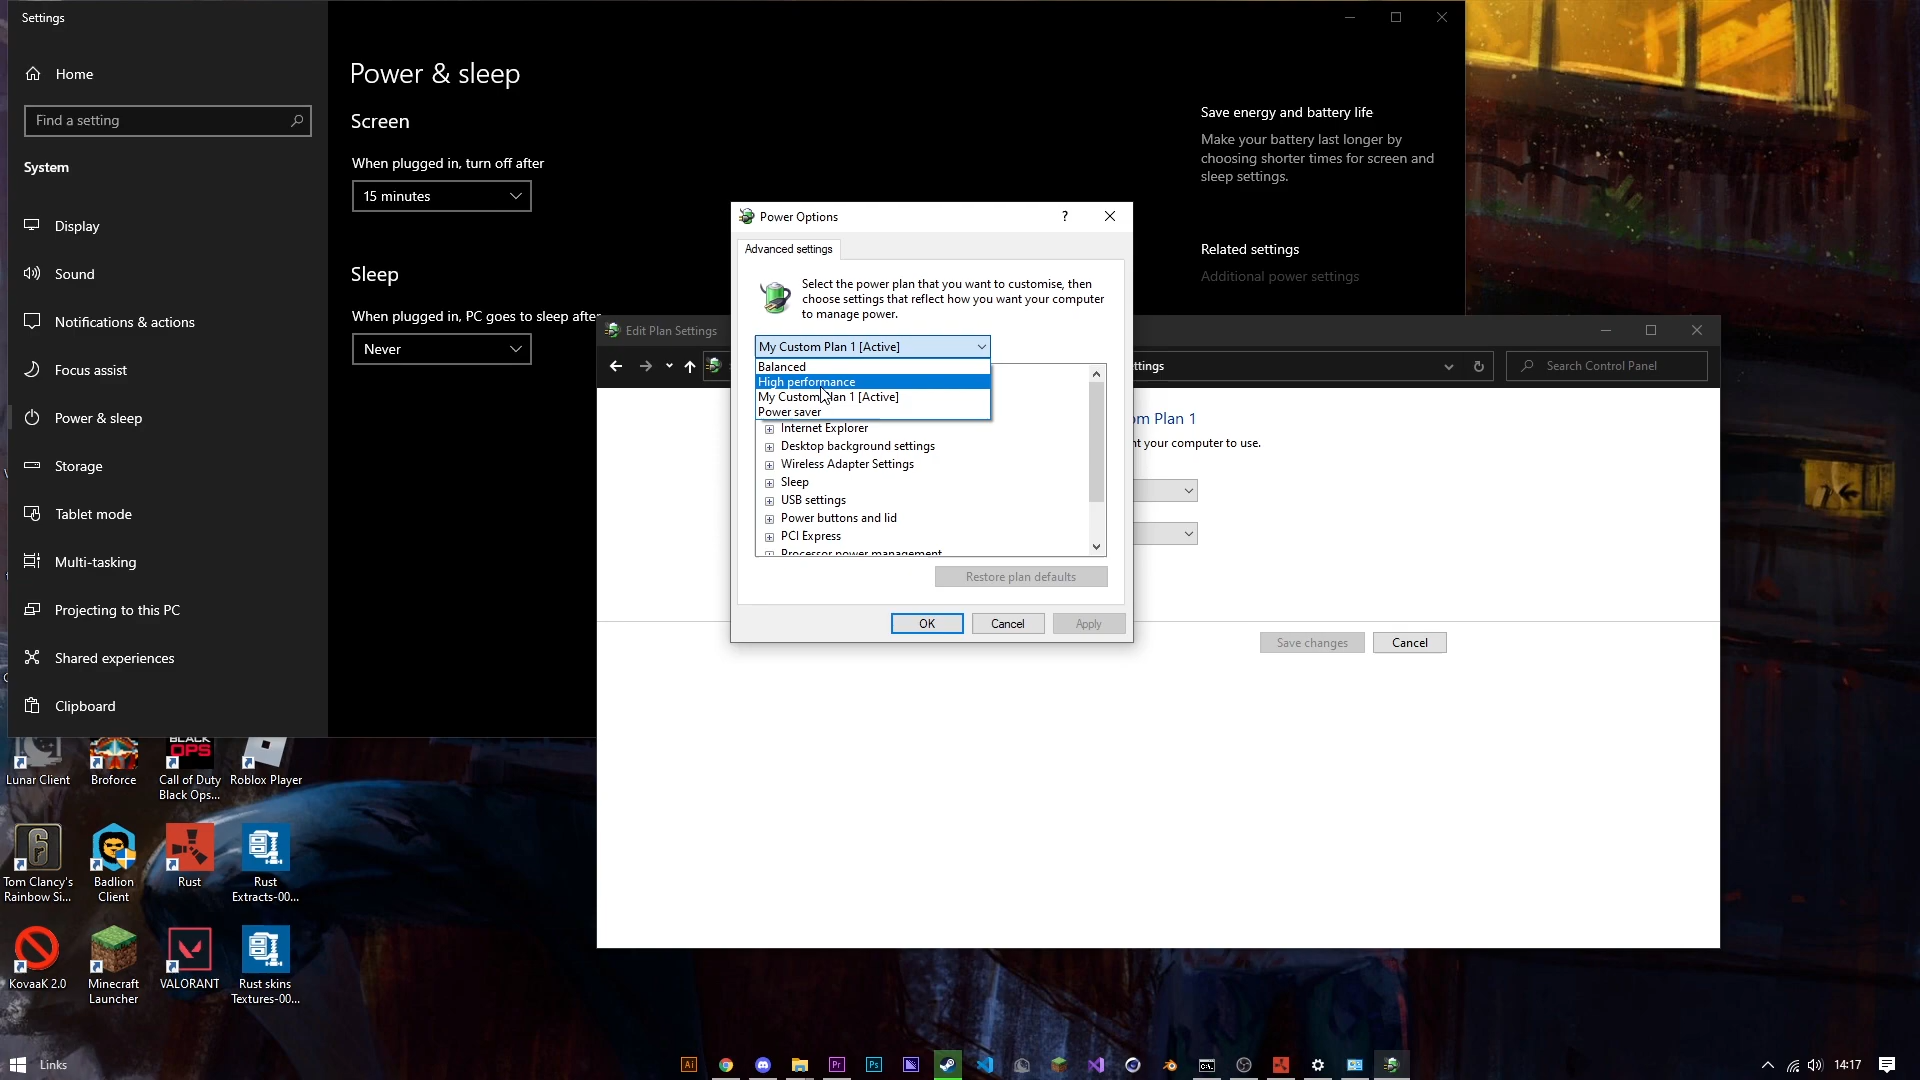 Settings
Home
Find a setting
System
Display
Sound
Notifications & actions
Focus assist
Power & sleep
Storage
Tablet mode
Multi-tasking
Projecting to this PC
Shared experiences
Clipboard
Power & sleep
Screen
When plugged in, turn off after
15 minutes
Sleep
When plugged in, PC goes to sleep after
Never
Save energy and battery life
Make your battery last longer by
choosing shorter times for screen and
sleep settings.
Related settings
Additional power settings
Power Options
?
Advanced settings
Select the power plan that you want to customise, then
choose settings that reflect how you want your computer
to manage power.
My Custom Plan 1 [Active]
Balanced
High performance
My Custom Plan 1 [Active]
Power saver
Internet Explorer
Desktop background settings
Wireless Adapter Settings
Sleep
USB settings
Power buttons and lid
PCI Express
Processor power management
Restore plan defaults
OK
Cancel
Apply
Edit Plan Settings
ttings
Search Control Panel
om Plan 1
nt your computer to use.
Save changes
Cancel
BLACK
OPS
Lunar Client
Broforce
Call of Duty
Black Ops...
Roblox Player
6
Tom Clancy's
Rainbow Si...
Badlion
Client
Rust
Rust
Extracts-00...
KovaaK 2.0
Minecraft
Launcher
VALORANT
Rust skins
Textures-00...
Links
Ai
Pr
Ps
14:17